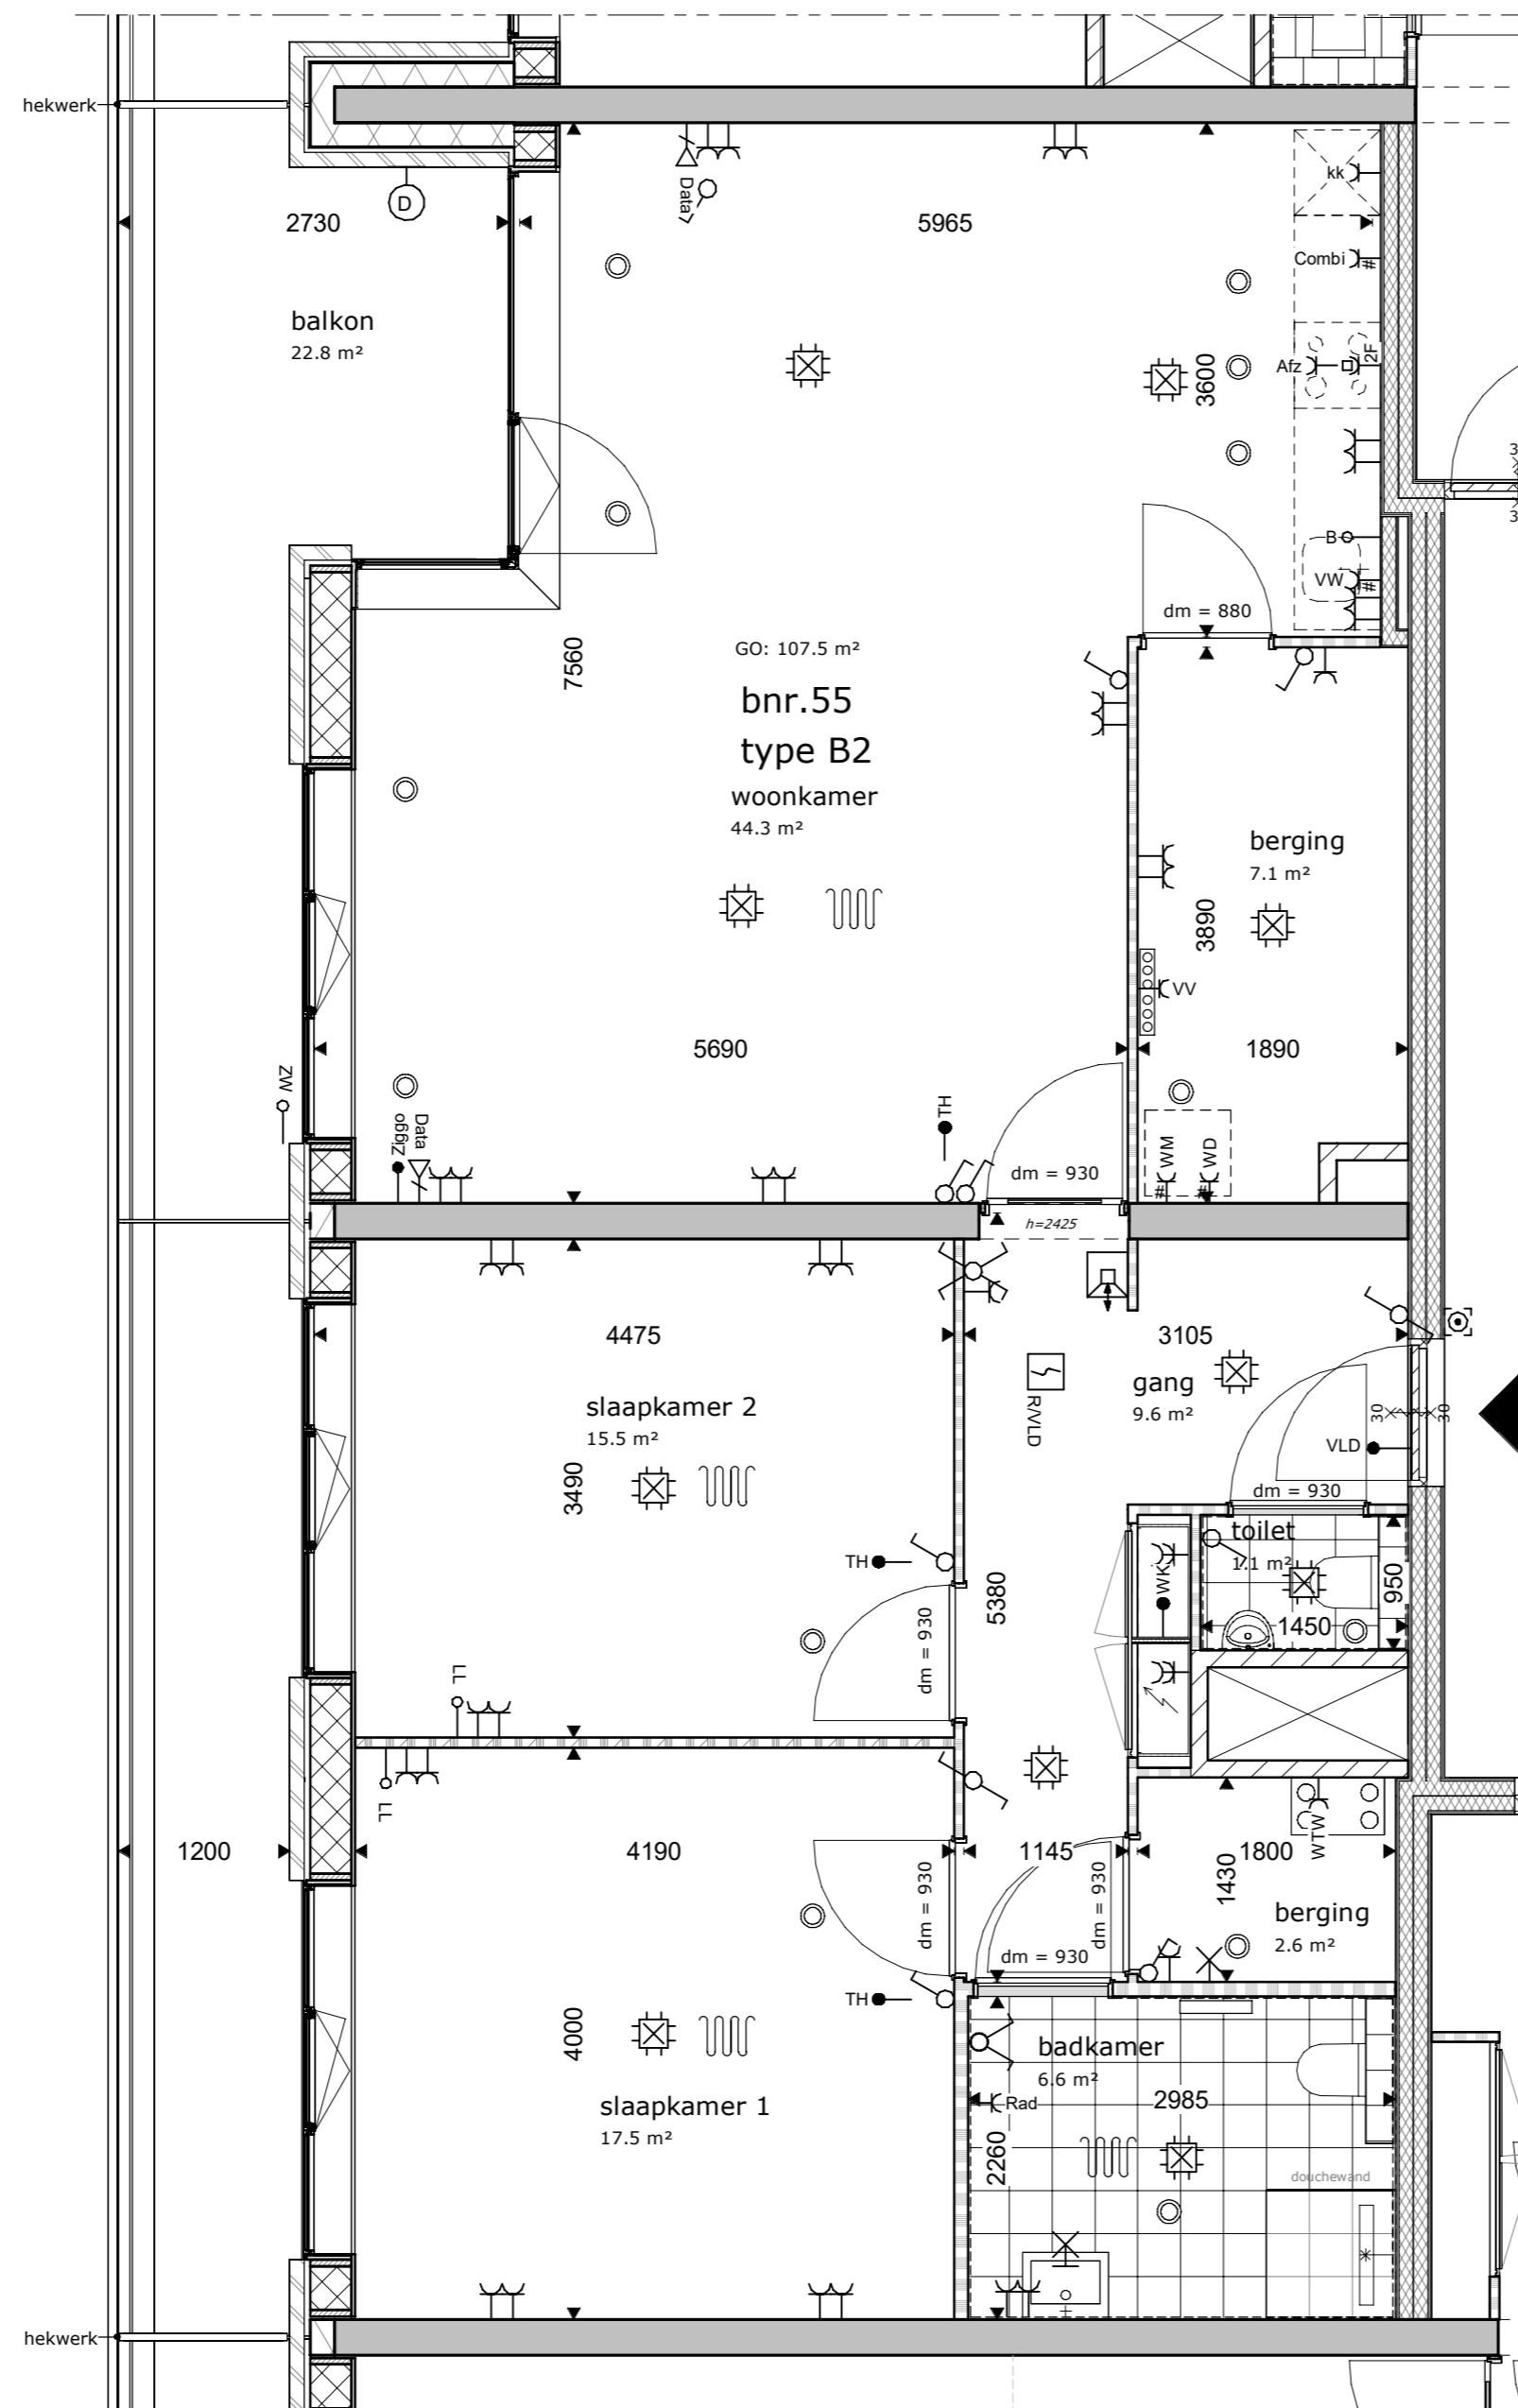 hekwerk
D
Data
kk
2730
5965
Combi
balkon
22.8 m²
Afz
2F
3600
B
VW
dm = 880
7560
GO: 107.5 m²
bnr.55
type B2
woonkamer
44.3 m²
berging
7.1 m²
3890
VV
5690
1890
ZW
Ziggo
Data
TH
dm = 930
WM
WD
#
#
#
#
h=2425
4475
3105
gang
9.6 m²
R/VLD
30
30
VLD
slaapkamer 2
15.5 m²
3490
dm = 930
toilet
1.1 m²
TH
WK
950
5380
1450
dm = 930
LL
LL
1200
4190
1145
1800
WTW
1430
dm = 930
dm = 930
berging
2.6 m²
dm = 930
TH
badkamer
6.6 m²
4000
Rad
2985
slaapkamer 1
17.5 m²
2260
douchewand
hekwerk